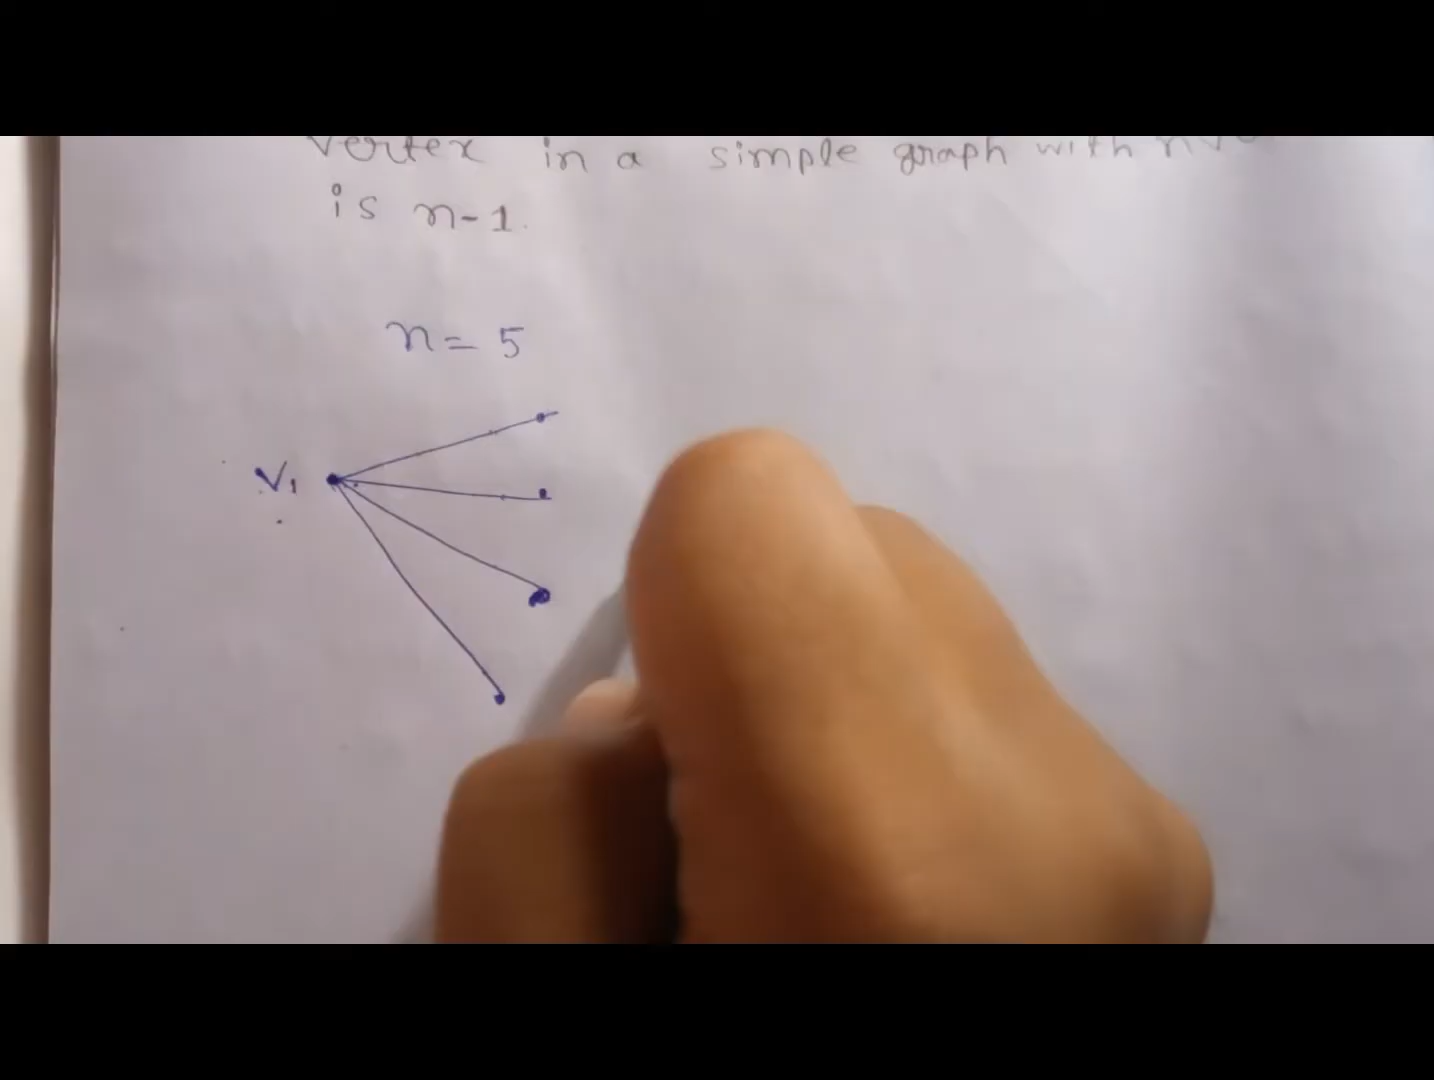 vertex in a simple graph with n
is n-1.
n = 5
V1